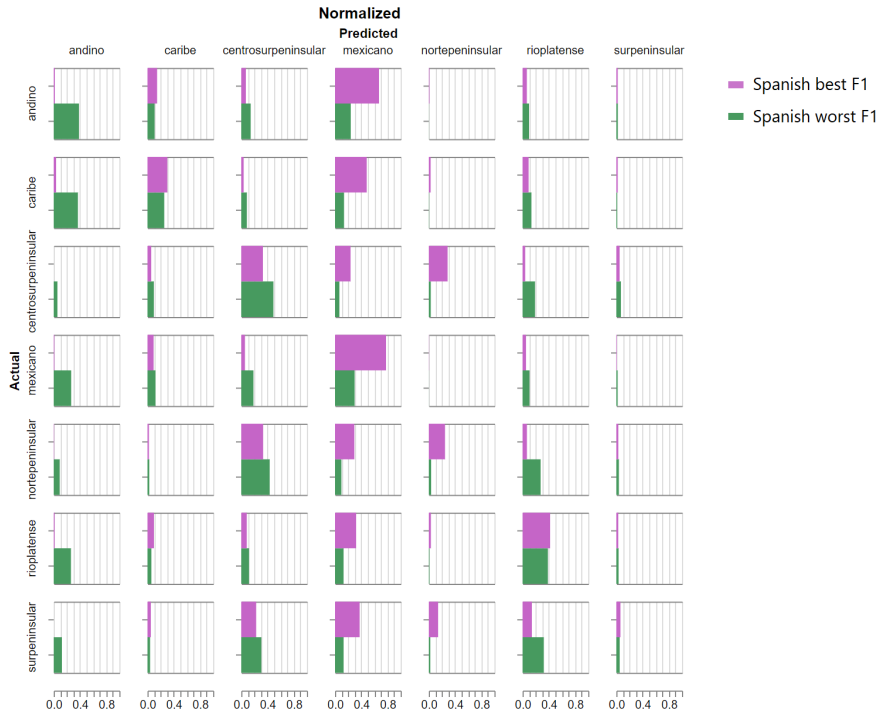 Normalized
Predicted
andino caribe centrosurpeninsular mexicano nortepeninsular rioplatense surpeninsular
Spanish best F1
Spanish worst F1
Actual
andino
caribe
centrosurpeninsular
mexicano
nortepeninsular
rioplatense
surpeninsular
0.0 0.4 0.8 0.0 0.4 0.8 0.0 0.4 0.8 0.0 0.4 0.8 0.0 0.4 0.8 0.0 0.4 0.8 0.0 0.4 0.8